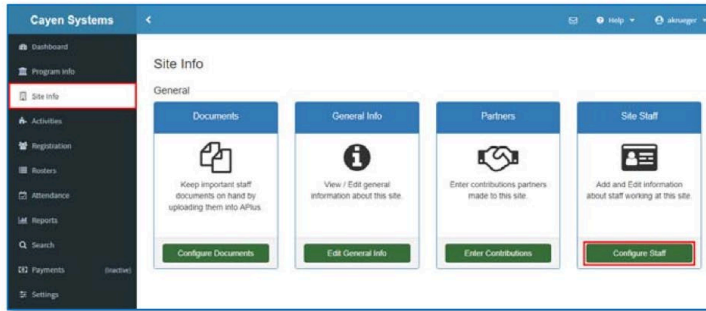 Cayen Systems
Help
akrueger
Dashboard
Program Info
Site Info
Activities
Registration
Rosters
Attendance
Reports
Search
Payments (Inactive)
Settings
Site Info
General
Documents
Keep important staff
documents on hand by
uploading them into APlus.
Configure Documents
General Info
View / Edit general
information about this site.
Edit General Info
Partners
Enter contributions partners
made to this site.
Enter Contributions
Site Staff
Add and Edit information
about staff working at this site.
Configure Staff